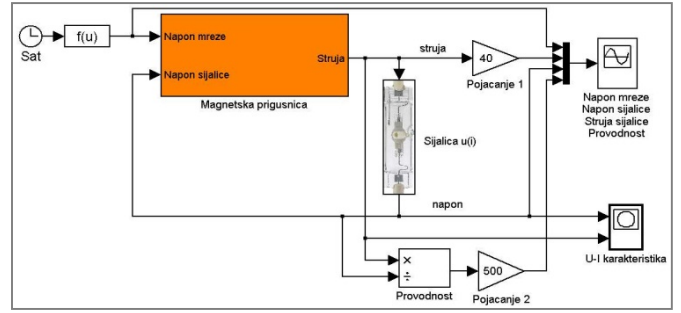 Sat
f(u)
Napon mreze
Napon sijalice
Struja
Magnetska prigusnica
struja
40
Pojacanje 1
Sijalica u(i)
Napon mreze
Napon sijalice
Struja sijalice
Provodnost
napon
U-I karakteristika
×
÷
Provodnost
500
Pojacanje 2